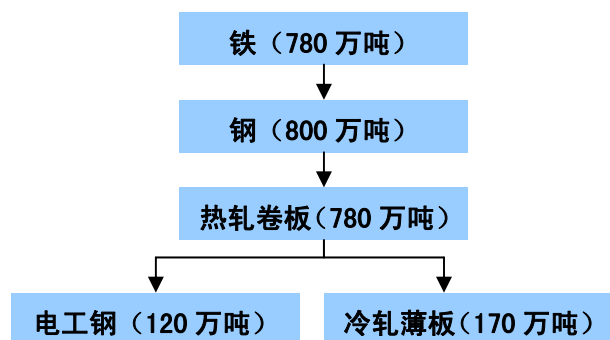 铁（780 万吨）
钢（800 万吨）
热轧卷板（780 万吨）
电工钢（120 万吨）
冷轧薄板（170 万吨）